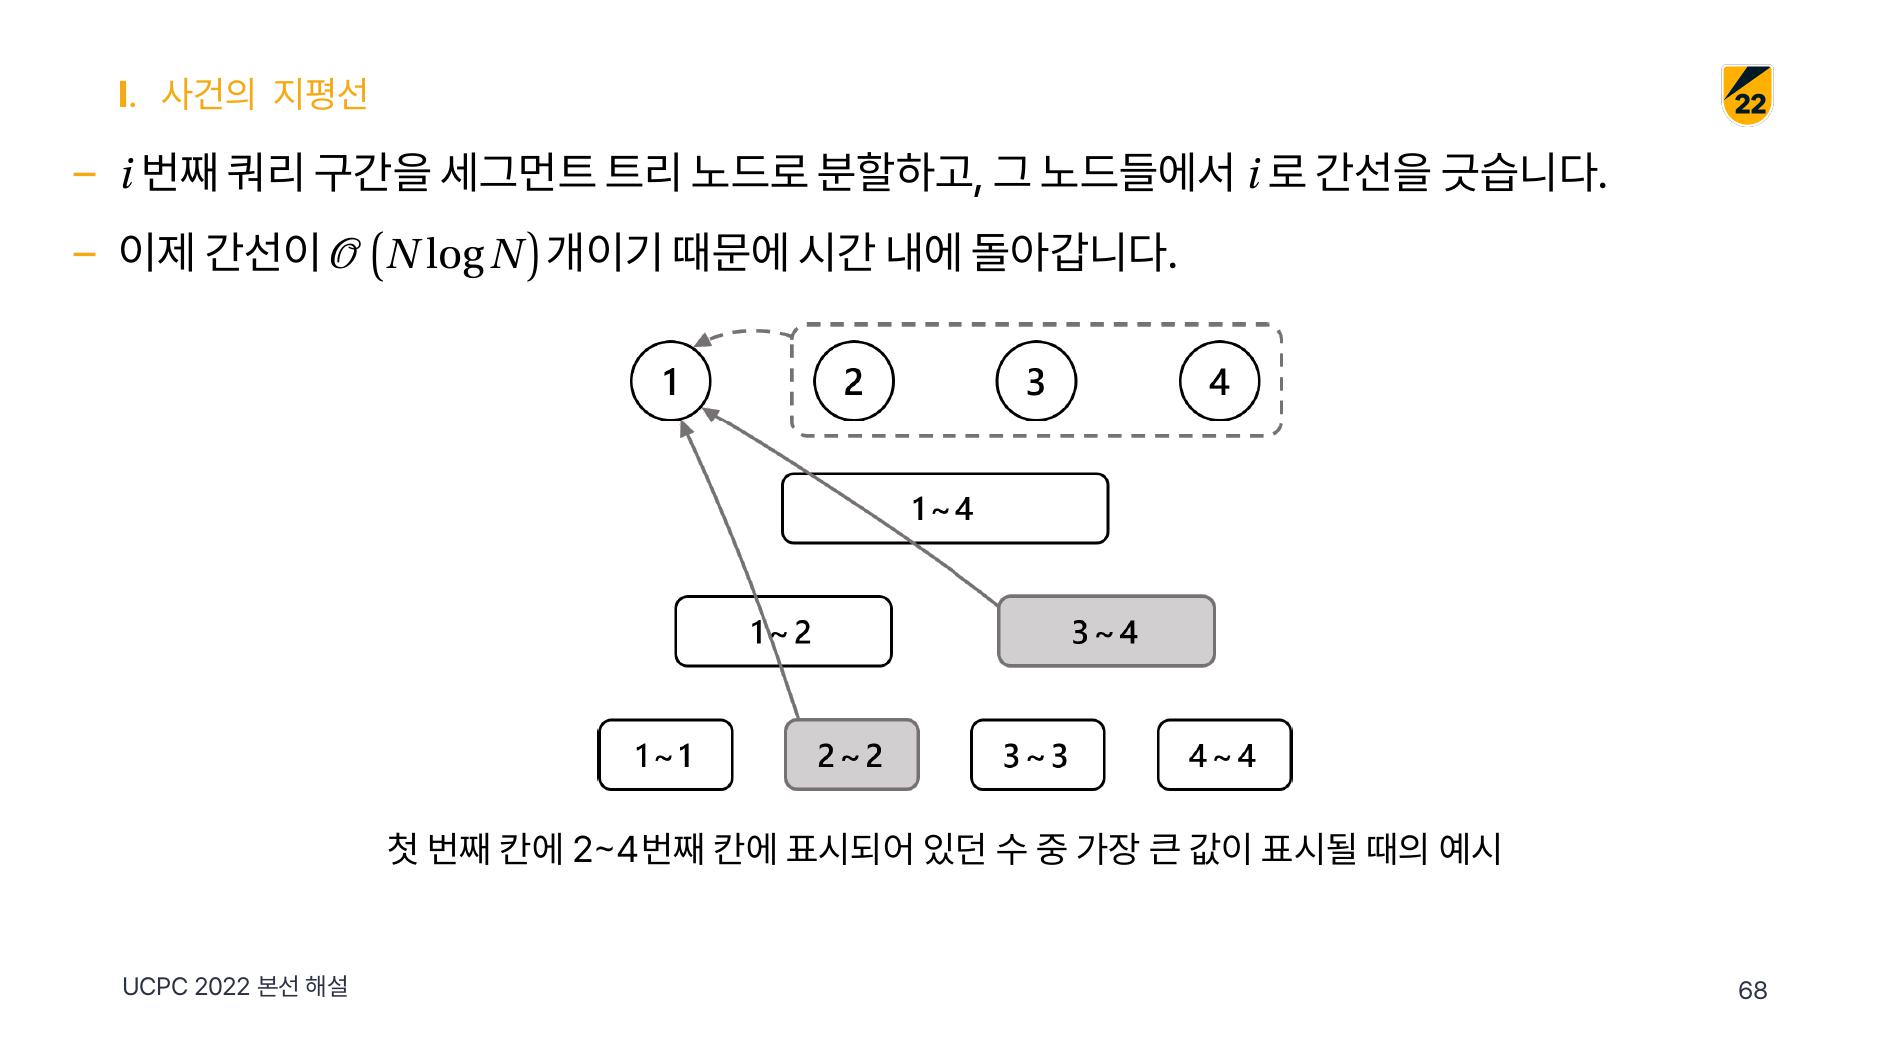 I. 사건의 지평선
22
– i 번째 쿼리 구간을 세그먼트 트리 노드로 분할하고, 그 노드들에서 i 로 간선을 긋습니다.
– 이제 간선이 𝒪 (N log N) 개이기 때문에 시간 내에 돌아갑니다.
1 2 3 4
1 ~ 4
1 ~ 2 3 ~ 4
1 ~ 1 2 ~ 2 3 ~ 3 4 ~ 4
첫 번째 칸에 2~4번째 칸에 표시되어 있던 수 중 가장 큰 값이 표시될 때의 예시
UCPC 2022 본선 해설
68